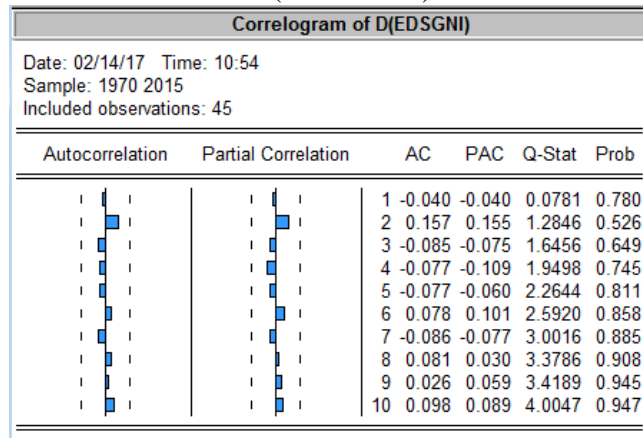 Correlogram of D(EDSGNI)
Date: 02/14/17 Time: 10:54
Sample: 1970 2015
Included observations: 45
Autocorrelation Partial Correlation AC PAC Q-Stat Prob
1 -0.040 -0.040 0.0781 0.780
2 0.157 0.155 1.2846 0.526
3 -0.085 -0.075 1.6456 0.649
4 -0.077 -0.109 1.9498 0.745
5 -0.077 -0.060 2.2644 0.811
6 0.078 0.101 2.5920 0.858
7 -0.086 -0.077 3.0016 0.885
8 0.081 0.030 3.3786 0.908
9 0.026 0.059 3.4189 0.945
10 0.098 0.089 4.0047 0.947